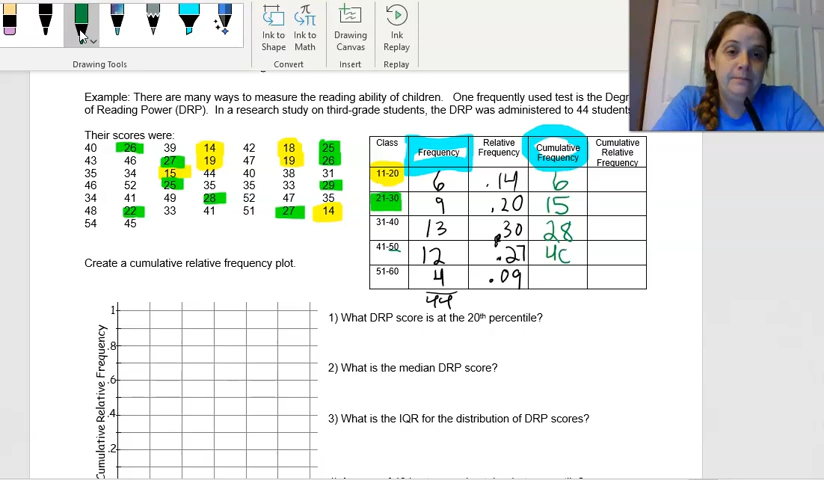 Ink to Shape
Ink to Math
Drawing Canvas
Ink Replay
Drawing Tools
Convert
Insert
Replay
Example: There are many ways to measure the reading ability of children. One frequently used test is the Deg
of Reading Power (DRP). In a research study on third-grade students, the DRP was administered to 44 student
Their scores were:
40 26 39 14 42 18 25
43 46 27 19 47 19 26
35 34 15 44 40 38 31
46 52 25 35 35 33 29
34 41 49 28 52 47 35
48 22 33 41 51 27 14
54 45
Class Frequency Relative Frequency Cumulative Frequency Cumulative Relative Frequency
11-20 6 .14 6
21-30 9 .20 15
31-40 13 .30 28
41-50 12 .27 40
51-60 4 .09
44
Create a cumulative relative frequency plot.
Cumulative Relative Frequency
1
.8
.6
.4
.2
1) What DRP score is at the 20th percentile?
2) What is the median DRP score?
3) What is the IQR for the distribution of DRP scores?